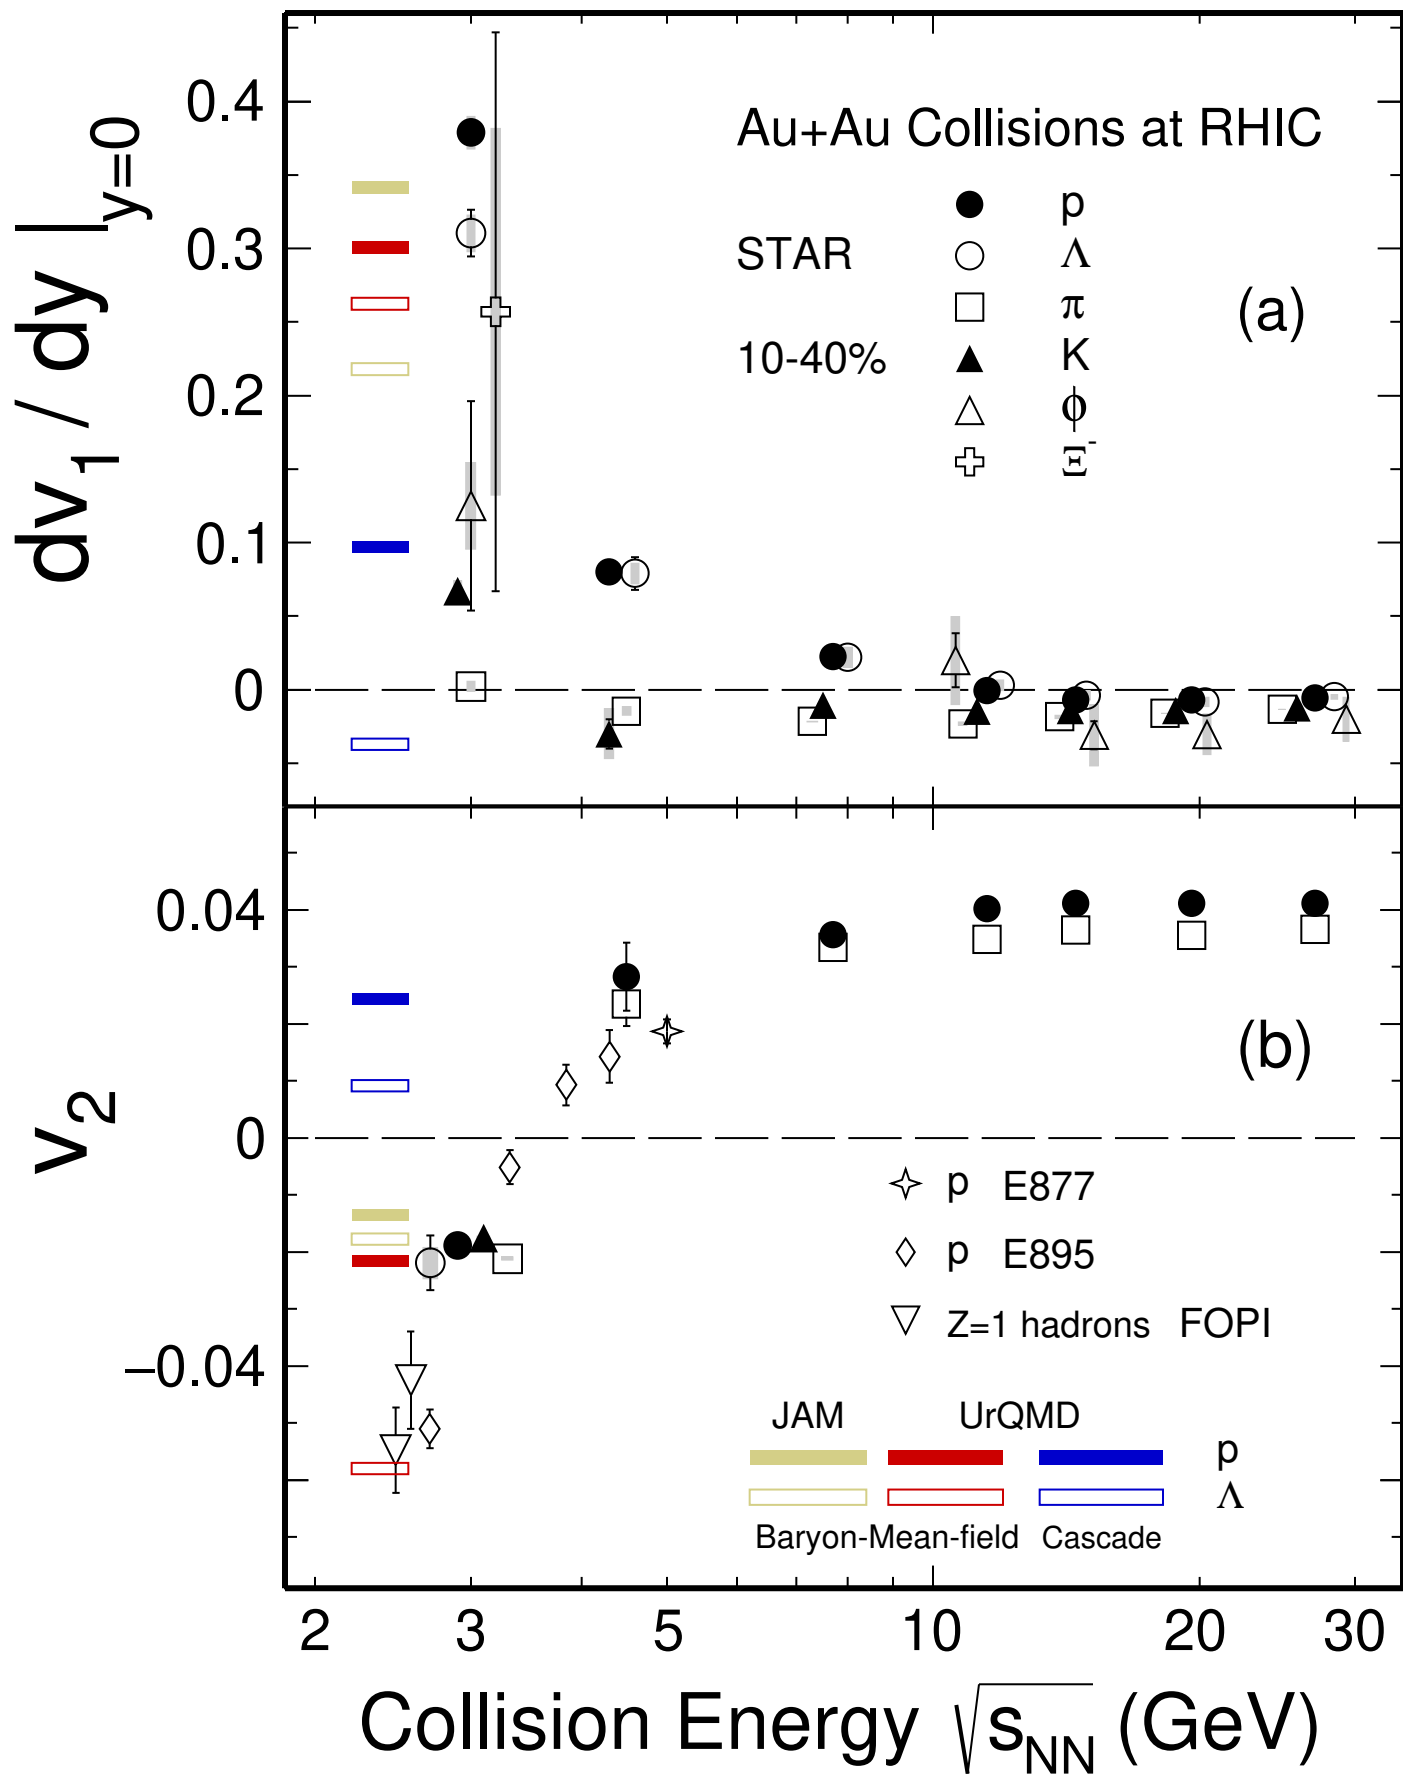 dv₁ / dy |y=0
0.4
0.3
0.2
0.1
0
Au+Au Collisions at RHIC
STAR
10-40%
p
Λ
π
K
ϕ
Ξ⁻
(a)
v₂
0.04
0
−0.04
(b)
p E877
p E895
Z=1 hadrons FOPI
JAM UrQMD
p
Λ
Baryon-Mean-field Cascade
2 3 5 10 20 30
Collision Energy √sNN (GeV)